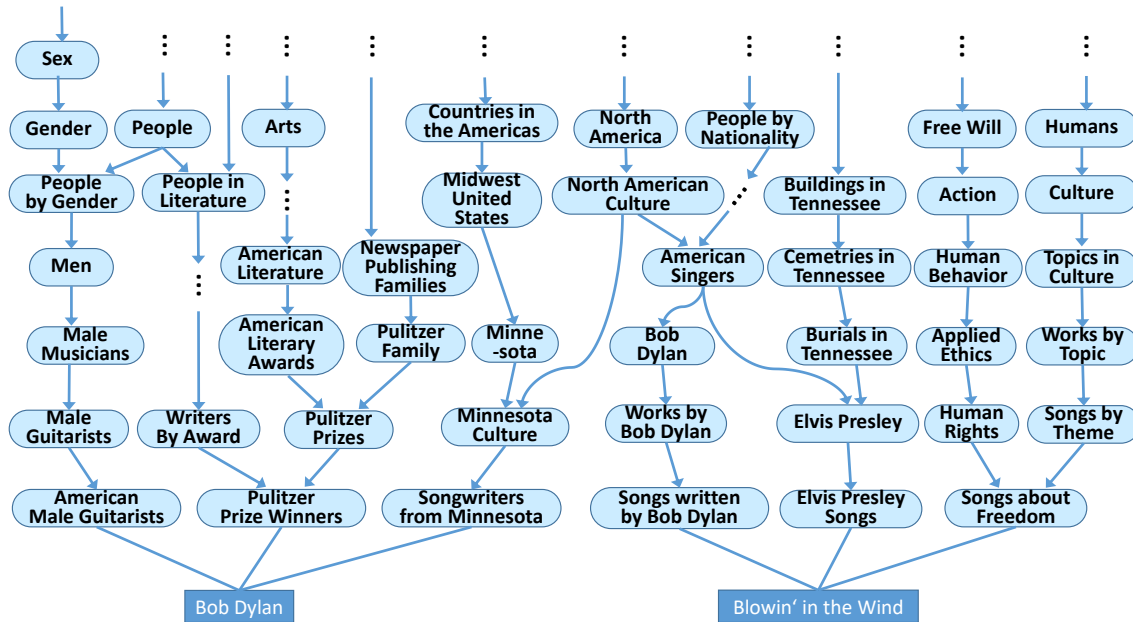 Sex
Gender
People
Arts
Countries in
the Americas
North
America
People by
Nationality
Free Will
Humans
People
by Gender
People in
Literature
Midwest
United
States
North American
Culture
Buildings in
Tennessee
Action
Culture
Men
American
Literature
Newspaper
Publishing
Families
American
Singers
Cemetries in
Tennessee
Human
Behavior
Topics in
Culture
Male
Musicians
American
Literary
Awards
Pulitzer
Family
Minne
-sota
Bob
Dylan
Burials in
Tennessee
Applied
Ethics
Works by
Topic
Male
Guitarists
Writers
By Award
Pulitzer
Prizes
Minnesota
Culture
Works by
Bob Dylan
Elvis Presley
Human
Rights
Songs by
Theme
American
Male Guitarists
Pulitzer
Prize Winners
Songwriters
from Minnesota
Songs written
by Bob Dylan
Elvis Presley
Songs
Songs about
Freedom
Bob Dylan
Blowin‘ in the Wind